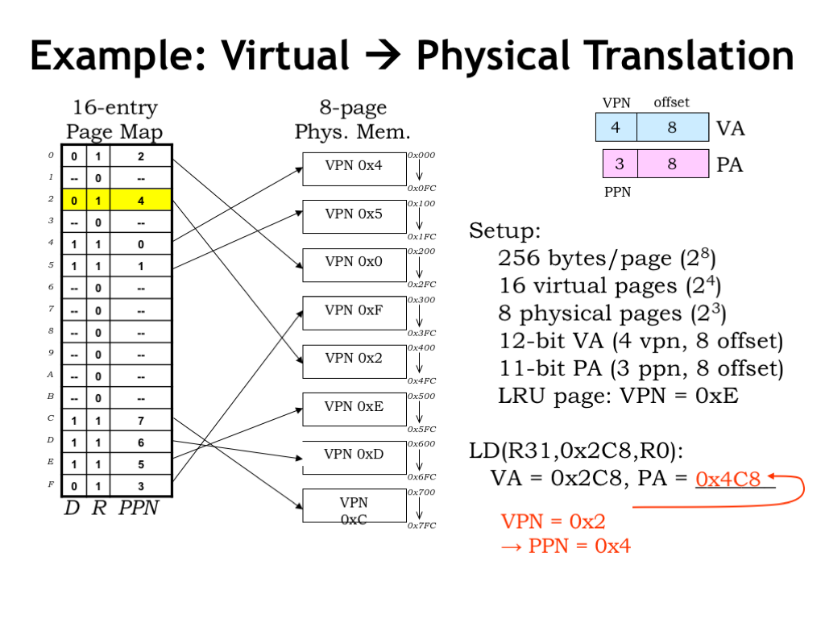 Example: Virtual → Physical Translation
16-entry
Page Map
0 0 1 2
1 -- 0 --
2 0 1 4
3 -- 0 --
4 1 1 0
5 1 1 1
6 -- 0 --
7 -- 0 --
8 -- 0 --
9 -- 0 --
A -- 0 --
B -- 0 --
C 1 1 7
D 1 1 6
E 1 1 5
F 0 1 3
D R PPN
8-page
Phys. Mem.
VPN 0x4
0x000
0x0FC
VPN 0x5
0x100
0x1FC
VPN 0x0
0x200
0x2FC
VPN 0xF
0x300
0x3FC
VPN 0x2
0x400
0x4FC
VPN 0xE
0x500
0x5FC
VPN 0xD
0x600
0x6FC
VPN
0xC
0x700
0x7FC
VPN offset
4 8 VA
3 8 PA
PPN
Setup:
256 bytes/page (2⁸)
16 virtual pages (2⁴)
8 physical pages (2³)
12-bit VA (4 vpn, 8 offset)
11-bit PA (3 ppn, 8 offset)
LRU page: VPN = 0xE
LD(R31,0x2C8,R0):
VA = 0x2C8, PA = 0x4C8
VPN = 0x2
→ PPN = 0x4